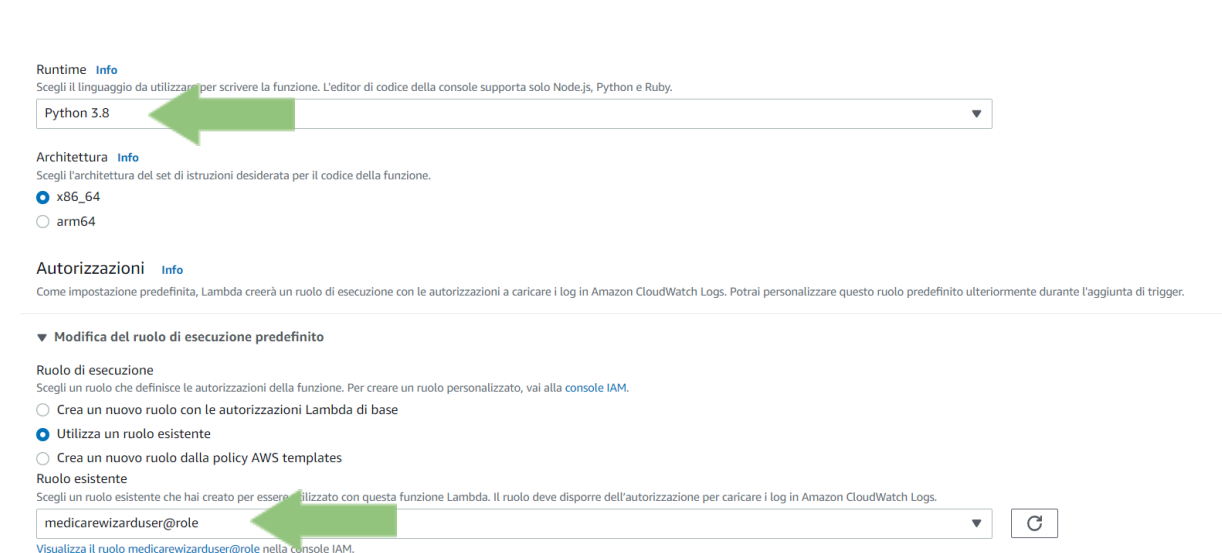 Runtime Info
Scegli il linguaggio da utilizzare per scrivere la funzione. L'editor di codice della console supporta solo Node.js, Python e Ruby.
Python 3.8
Architettura Info
Scegli l'architettura del set di istruzioni desiderata per il codice della funzione.
x86_64
arm64
Autorizzazioni Info
Come impostazione predefinita, Lambda creerà un ruolo di esecuzione con le autorizzazioni a caricare i log in Amazon CloudWatch Logs. Potrai personalizzare questo ruolo predefinito ulteriormente durante l'aggiunta di trigger.
Modifica del ruolo di esecuzione predefinito
Ruolo di esecuzione
Scegli un ruolo che definisce le autorizzazioni della funzione. Per creare un ruolo personalizzato, vai alla console IAM.
Crea un nuovo ruolo con le autorizzazioni Lambda di base
Utilizza un ruolo esistente
Crea un nuovo ruolo dalla policy AWS templates
Ruolo esistente
Scegli un ruolo esistente che hai creato per essere utilizzato con questa funzione Lambda. Il ruolo deve disporre dell'autorizzazione per caricare i log in Amazon CloudWatch Logs.
medicarewizarduser@role
Visualizza il ruolo medicarewizarduser@role nella console IAM.